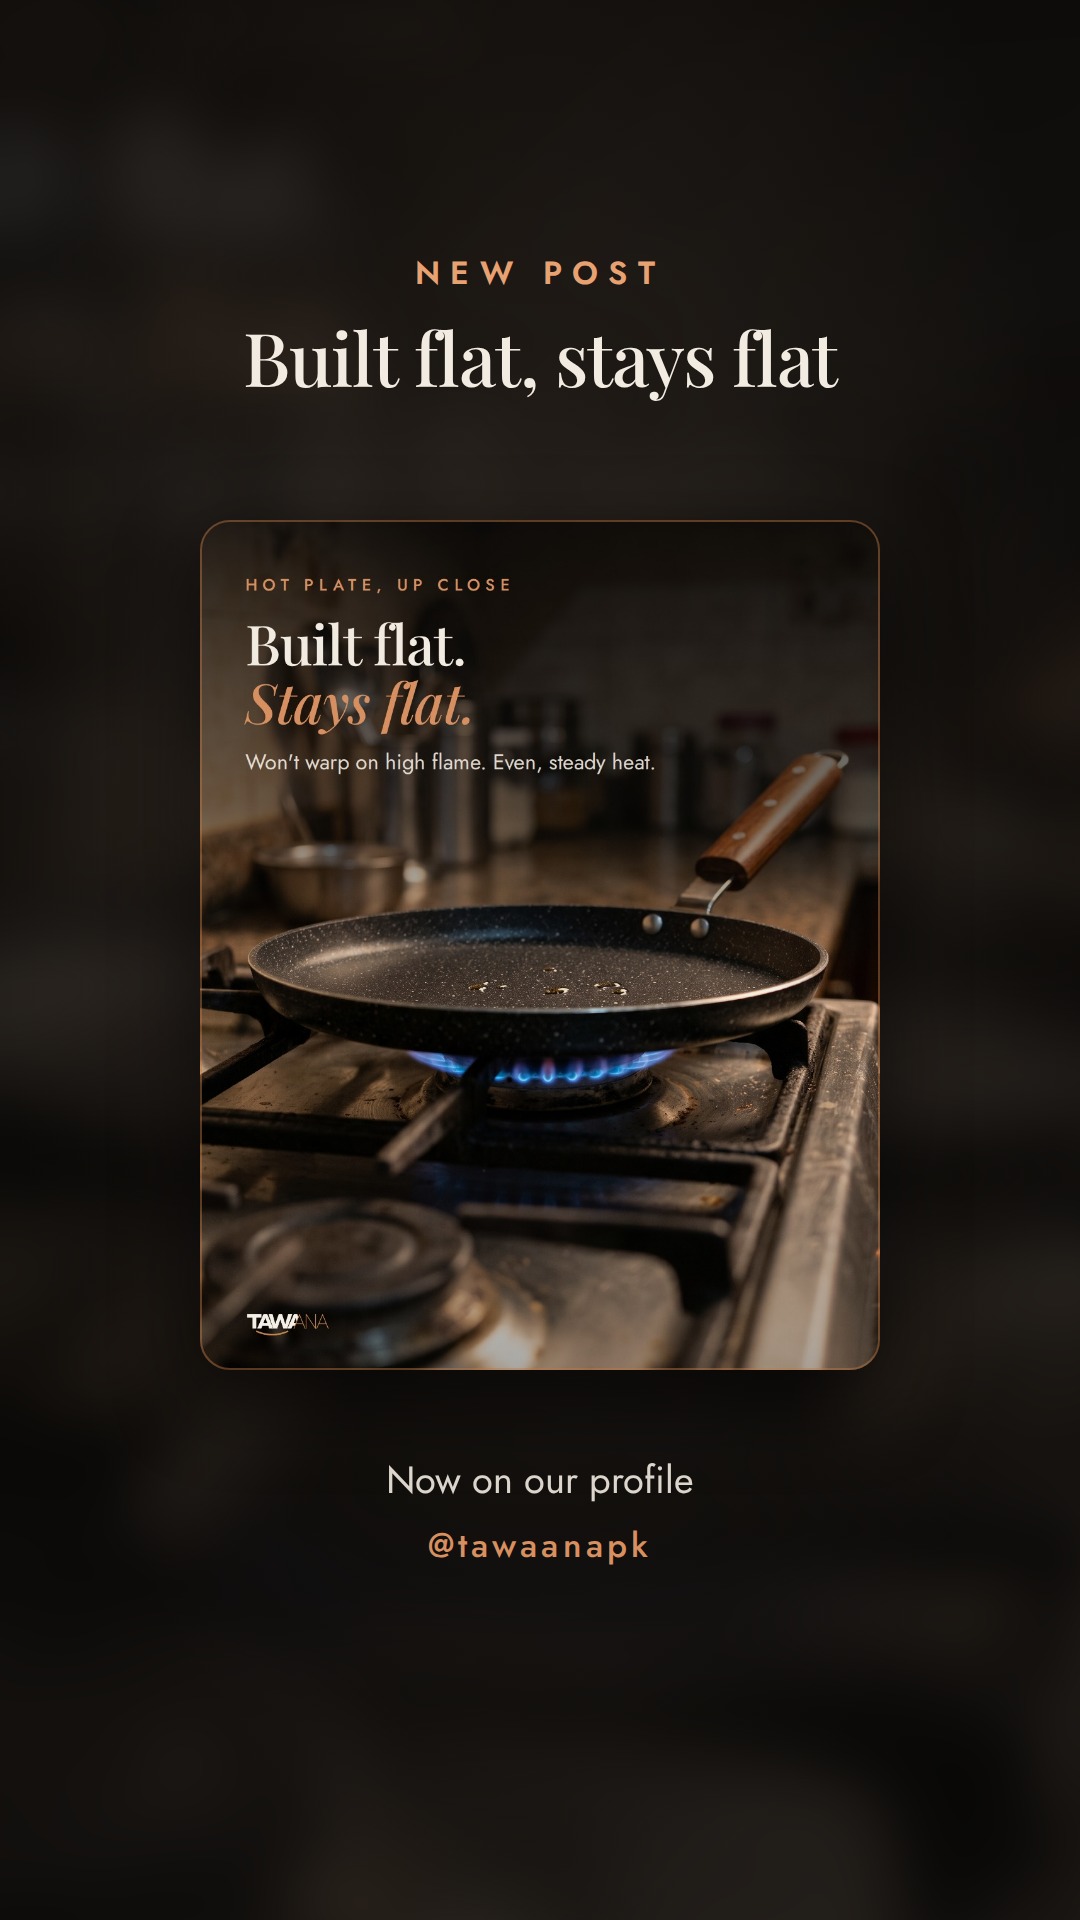 NEW POST
Built flat, stays flat
HOT PLATE, UP CLOSE
Built flat.
Stays flat.
Won't warp on high flame. Even, steady heat.
TAWAANA
Now on our profile
@tawaanapk